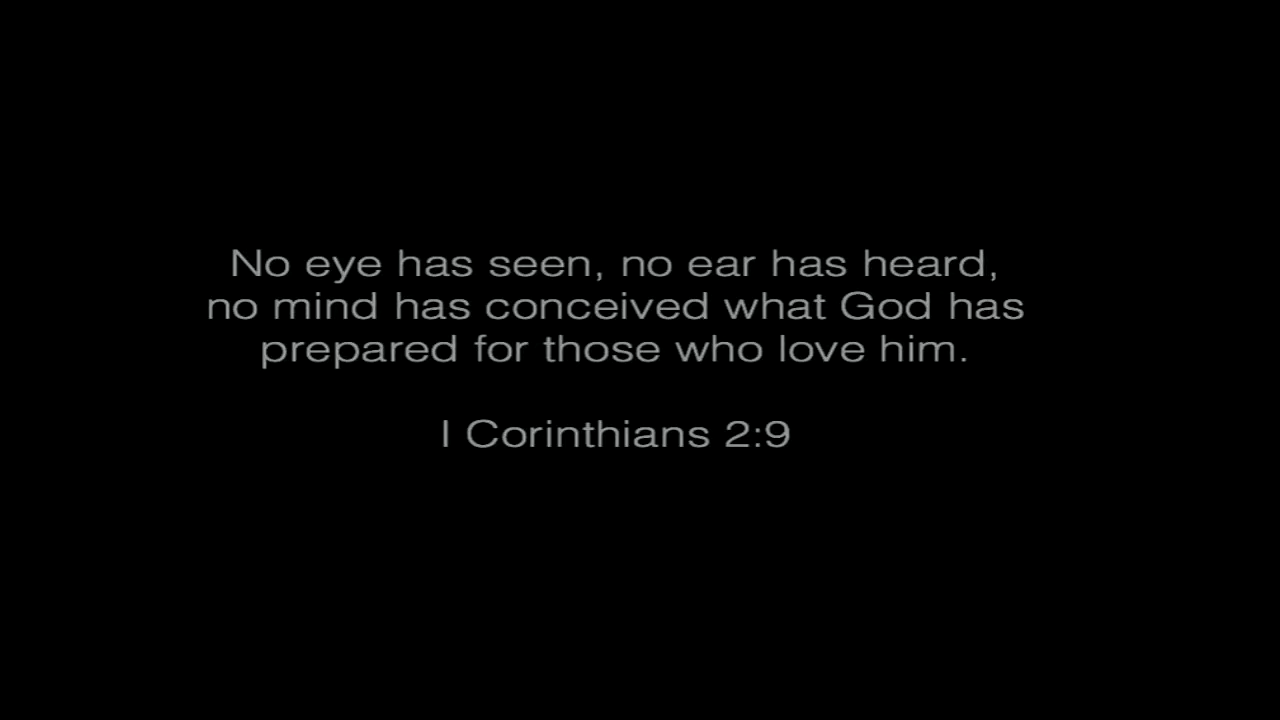 No eye has seen, no ear has heard,
no mind has conceived what God has
prepared for those who love him.
I Corinthians 2:9